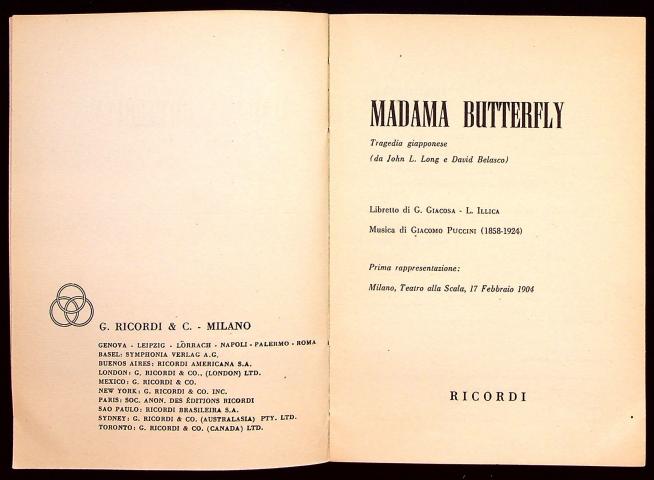 G. RICORDI & C. - MILANO
GENOVA - LEIPZIG - LÖRRACH - NAPOLI - PALERMO - ROMA
BASEL: SYMPHONIA VERLAG A.G.
BUENOS AIRES: RICORDI AMERICANA S.A.
LONDON: G. RICORDI & CO., (LONDON) LTD.
MEXICO: G. RICORDI & CO.
NEW YORK: G. RICORDI & CO. INC.
PARIS: SOC. ANON. DES ÉDITIONS RICORDI
SAO PAULO: RICORDI BRASILEIRA S.A.
SYDNEY: G. RICORDI & CO. (AUSTRALASIA) PTY. LTD.
TORONTO: G. RICORDI & CO. (CANADA) LTD.
MADAMA BUTTERFLY
Tragedia giapponese
(da John L. Long e David Belasco)
Libretto di G. GIACOSA - L. ILLICA
Musica di GIACOMO PUCCINI (1858-1924)
Prima rappresentazione:
Milano, Teatro alla Scala, 17 Febbraio 1904
RICORDI